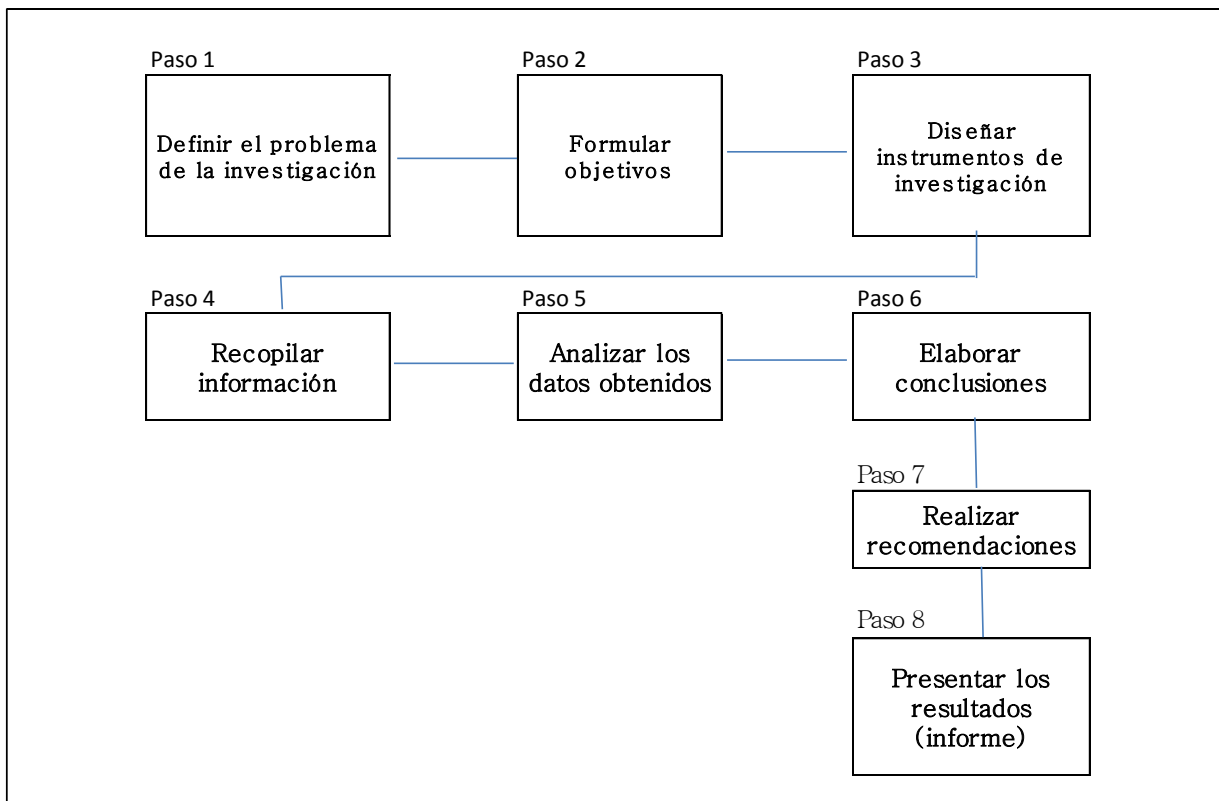 Paso 1
Definir el problema
de la investigación
Paso 2
Formular
objetivos
Paso 3
Diseñar
instrumentos de
investigación
Paso 4
Recopilar
información
Paso 5
Analizar los
datos obtenidos
Paso 6
Elaborar
conclusiones
Paso 7
Realizar
recomendaciones
Paso 8
Presentar los
resultados
(informe)